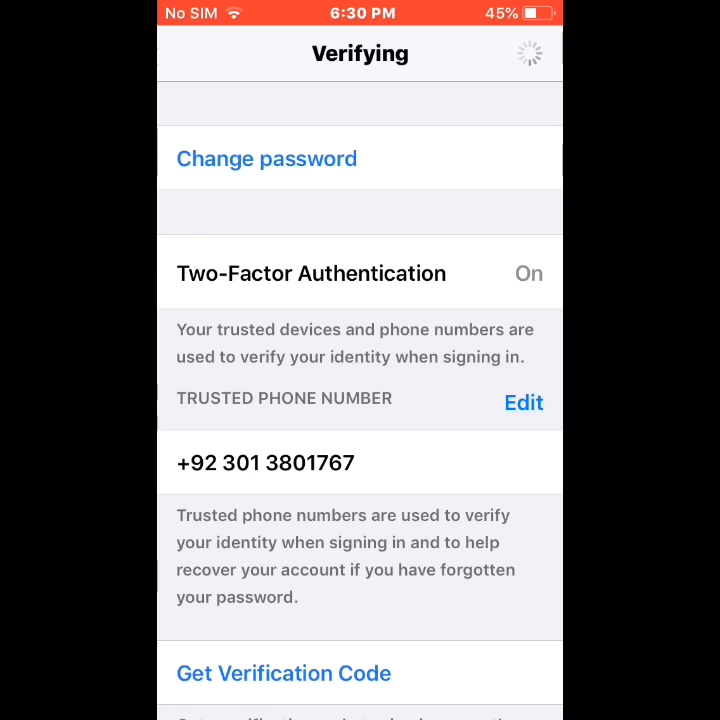 No SIM 6:30 PM 45%
Verifying
Change password
Two-Factor Authentication On
Your trusted devices and phone numbers are
used to verify your identity when signing in.
TRUSTED PHONE NUMBER Edit
+92 301 3801767
Trusted phone numbers are used to verify
your identity when signing in and to help
recover your account if you have forgotten
your password.
Get Verification Code